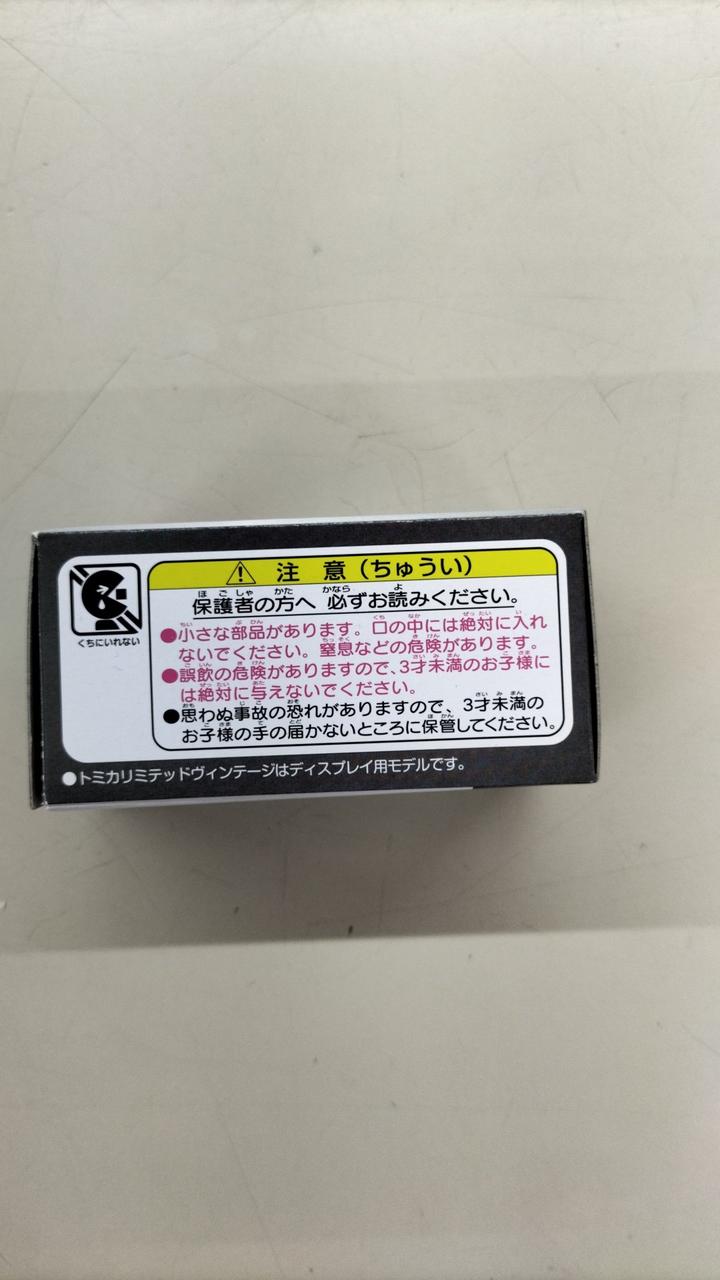 注 意（ちゅうい）
保護者の方へ 必ずお読みください。
くちにいれない
●小さな部品があります。口の中には絶対に入れ
ないでください。窒息などの危険があります。
●誤飲の危険がありますので、3才未満のお子様に
は絶対に与えないでください。
●思わぬ事故の恐れがありますので、3才未満の
お子様の手の届かないところに保管してください。
●トミカリミテッドヴィンテージはディスプレイ用モデルです。